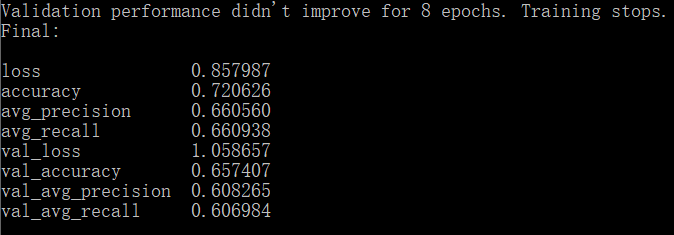 Validation performance didn't improve for 8 epochs. Training stops.
Final:
loss 0.857987
accuracy 0.720626
avg_precision 0.660560
avg_recall 0.660938
val_loss 1.058657
val_accuracy 0.657407
val_avg_precision 0.608265
val_avg_recall 0.606984